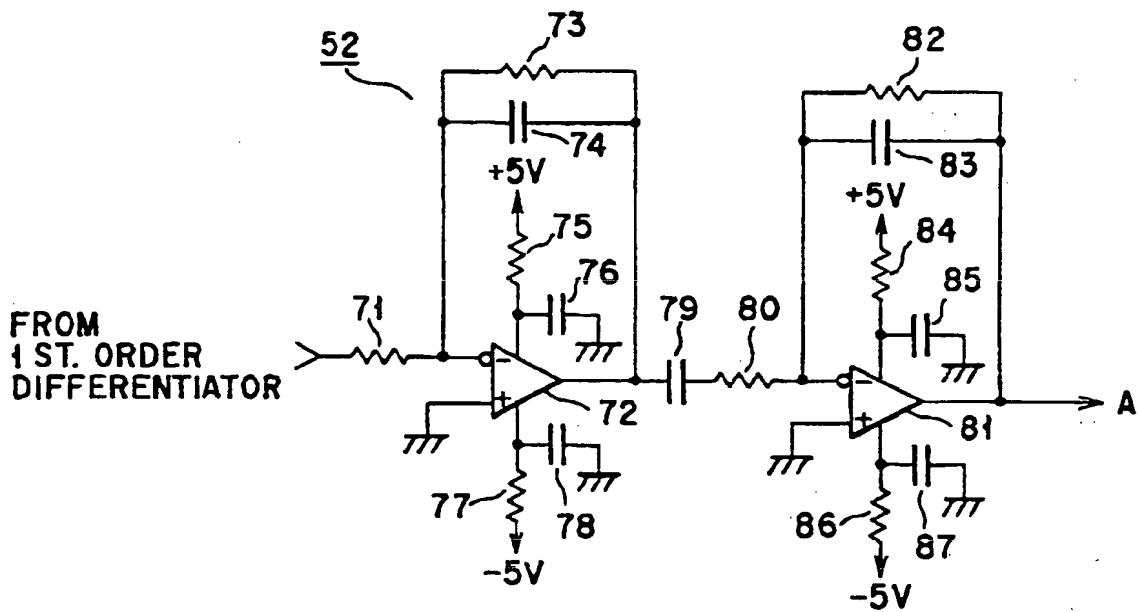 52
73
74
+5V
75
76
FROM
1 ST. ORDER
DIFFERENTIATOR
71
−
+
72
77
78
-5V
79
80
82
83
+5V
84
85
−
+
81
A
86
87
-5V